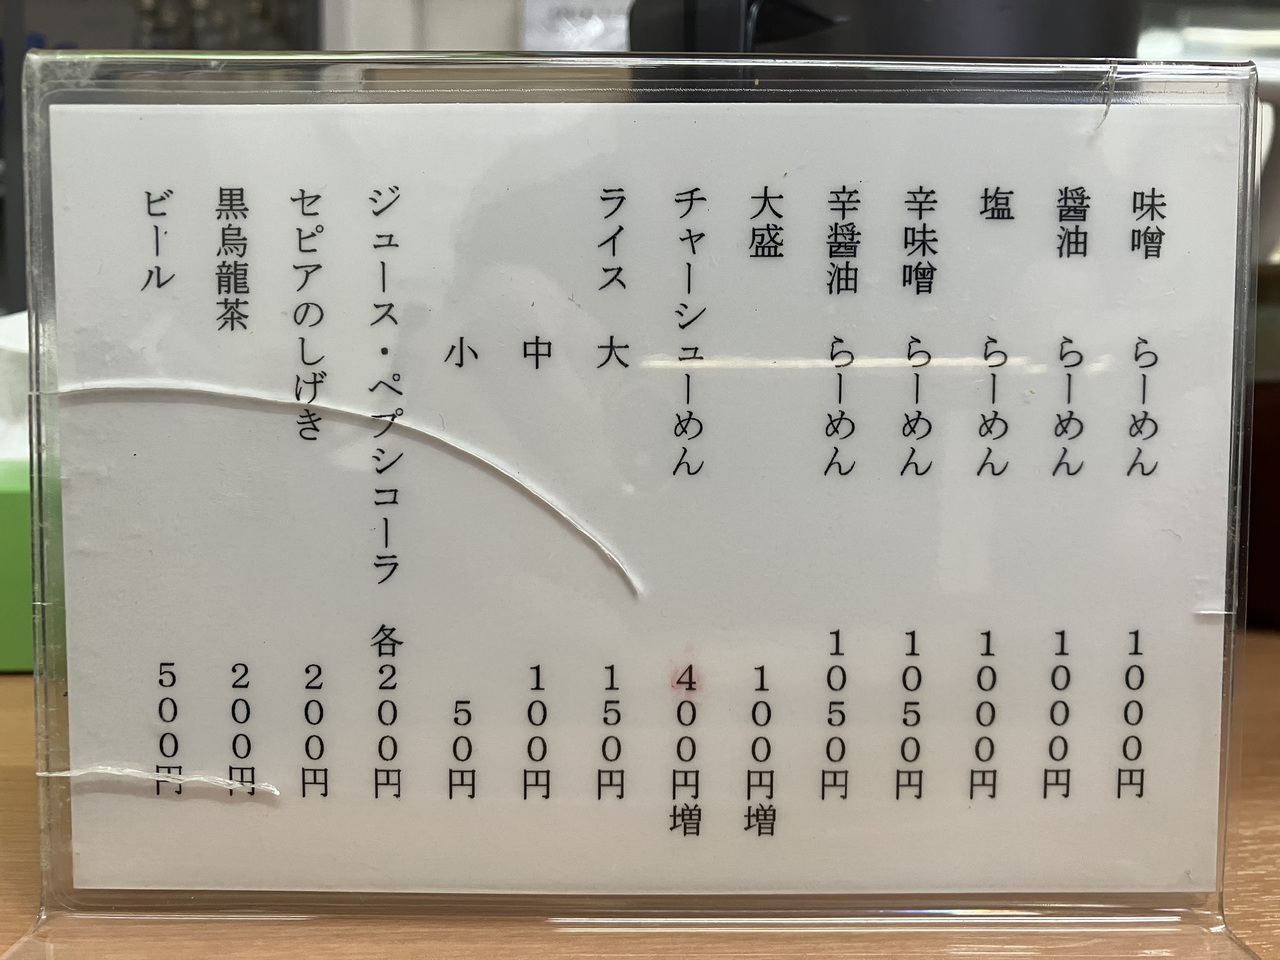 味噌 らーめん 1000円
醤油 らーめん 1000円
塩 らーめん 1000円
辛味噌 らーめん 1050円
辛醤油 らーめん 1050円
大盛 100円増
チャーシューめん 400円増
ライス 大 150円
中 100円
小 50円
ジュース・ペプシコーラ 各200円
セピアのしげき 200円
黒烏龍茶 200円
ビール 500円